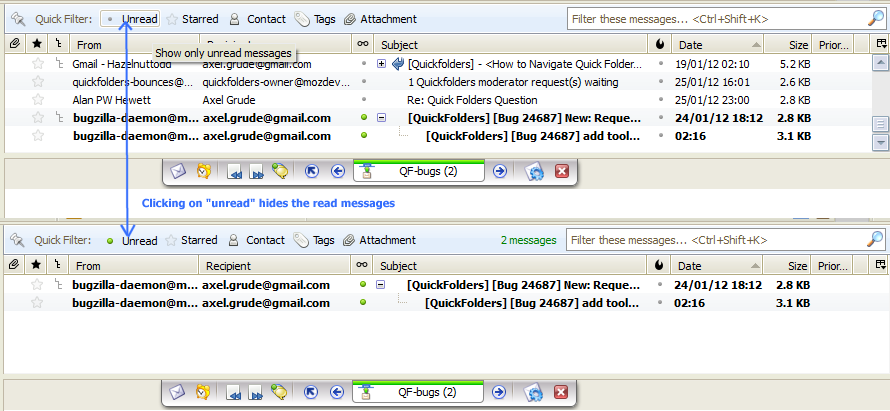 Quick Filter: Unread Starred Contact Tags Attachment Filter these messages... <Ctrl+Shift+K>
Show only unread messages
From Subject Date Size Prior...
Gmail - Hazelnuttodd axel.grude@gmail.com [Quickfolders] - <How to Navigate Quick Folder... 19/01/12 02:10 5.2 KB
quickfolders-bounces@... quickfolders-owner@mozdev... 1 Quickfolders moderator request(s) waiting 25/01/12 16:01 2.6 KB
Alan PW Hewett Axel Grude Re: Quick Folders Question 25/01/12 23:00 2.8 KB
bugzilla-daemon@m... axel.grude@gmail.com [QuickFolders] [Bug 24687] New: Reque... 24/01/12 18:12 2.8 KB
bugzilla-daemon@m... axel.grude@gmail.com [QuickFolders] [Bug 24687] add tool... 02:16 3.1 KB
QF-bugs (2)
Clicking on "unread" hides the read messages
Quick Filter: Unread Starred Contact Tags Attachment 2 messages Filter these messages... <Ctrl+Shift+K>
From Recipient Subject Date Size Prior...
bugzilla-daemon@m... axel.grude@gmail.com [QuickFolders] [Bug 24687] New: Reque... 24/01/12 18:12 2.8 KB
bugzilla-daemon@m... axel.grude@gmail.com [QuickFolders] [Bug 24687] add tool... 02:16 3.1 KB
QF-bugs (2)